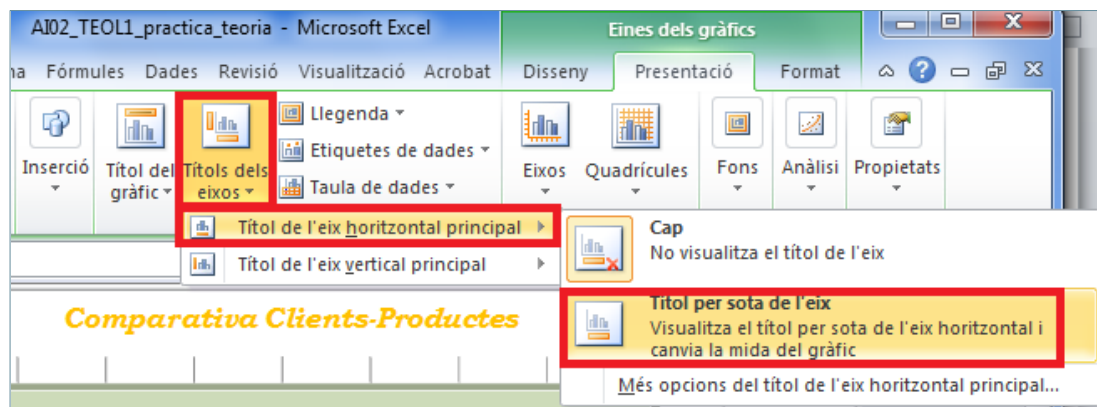 AI02_TEOL1_practica_teoria - Microsoft Excel
Eines dels gràfics
Fórmules Dades Revisió Visualització Acrobat Disseny Presentació Format
Inserció
Títol del gràfic
Títols dels eixos
Llegenda
Etiquetes de dades
Taula de dades
Eixos
Quadrícules
Fons
Anàlisi
Propietats
Títol de l'eix horitzontal principal
Títol de l'eix vertical principal
Cap
No visualitza el títol de l'eix
Títol per sota de l'eix
Visualitza el títol per sota de l'eix horitzontal i
canvia la mida del gràfic
Més opcions del títol de l'eix horitzontal principal...
Comparativa Clients-Productes